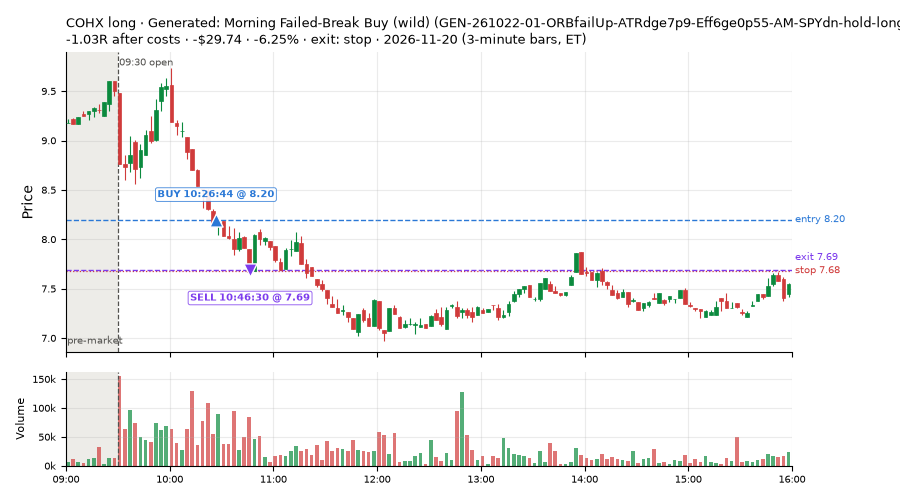 COHX long · Generated: Morning Failed-Break Buy (wild) (GEN-261022-01-ORBfailUp-ATRdge7p9-Eff6ge0p55-AM-SPYdn-hold-long
-1.03R after costs · -$29.74 · -6.25% · exit: stop · 2026-11-20 (3-minute bars, ET)
09:30 open
9.5
9.0
8.5
8.0
7.5
7.0
Price
BUY 10:26:44 @ 8.20
entry 8.20
exit 7.69
stop 7.68
SELL 10:46:30 @ 7.69
pre-market
150k
100k
50k
0k
Volume
09:00 10:00 11:00 12:00 13:00 14:00 15:00 16:00